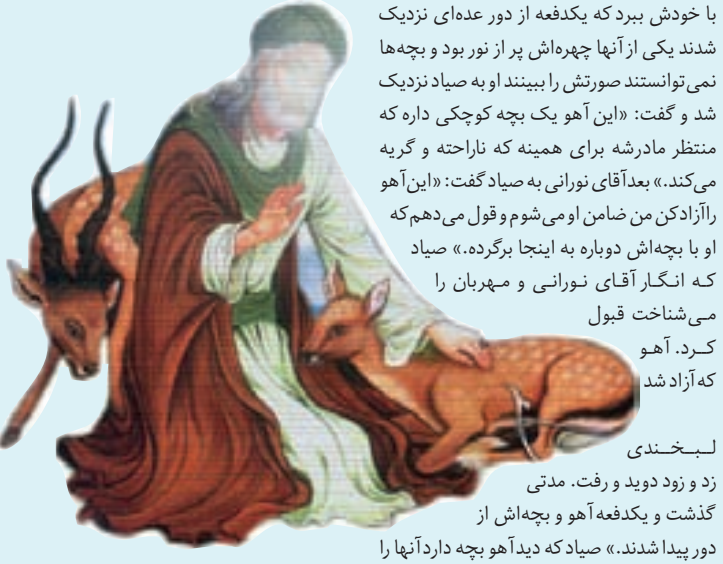 با خودش ببرد که یکدفعه از دور عده‌ای نزدیک
شدند یکی از آنها چهره‌اش پر از نور بود و بچه‌ها
نمی‌توانستند صورتش را ببینند او به صیاد نزدیک
شد و گفت: «این آهو یک بچه کوچکی داره که
منتظر مادرشه برای همینه که ناراحته و گریه
می‌کند.» بعد آقای نورانی به صیاد گفت: «این آهو
را آزاد کن من ضامن او می‌شوم و قول می‌دهم که
او با بچه‌اش دوباره به اینجا برگرده.» صیاد
که انگار آقای نورانی و مهربان را
می‌شناخت قبول
کرد. آهو
که آزاد شد
لبخندی
زد و زود دوید و رفت. مدتی
گذشت و یکدفعه آهو و بچه‌اش از
دور پیدا شدند.» صیاد که دید آهو بچه دارد آنها را